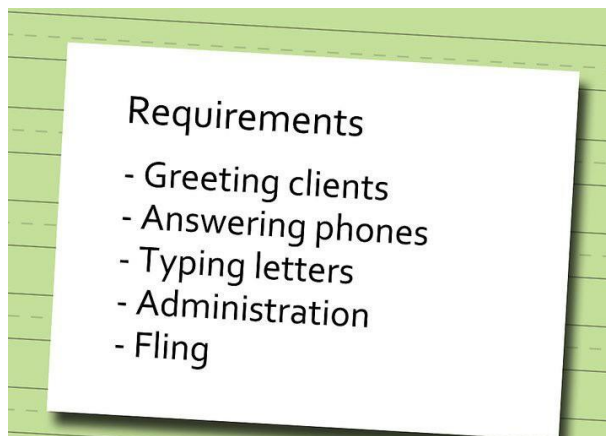 Requirements
- Greeting clients
- Answering phones
- Typing letters
- Administration
- Fling